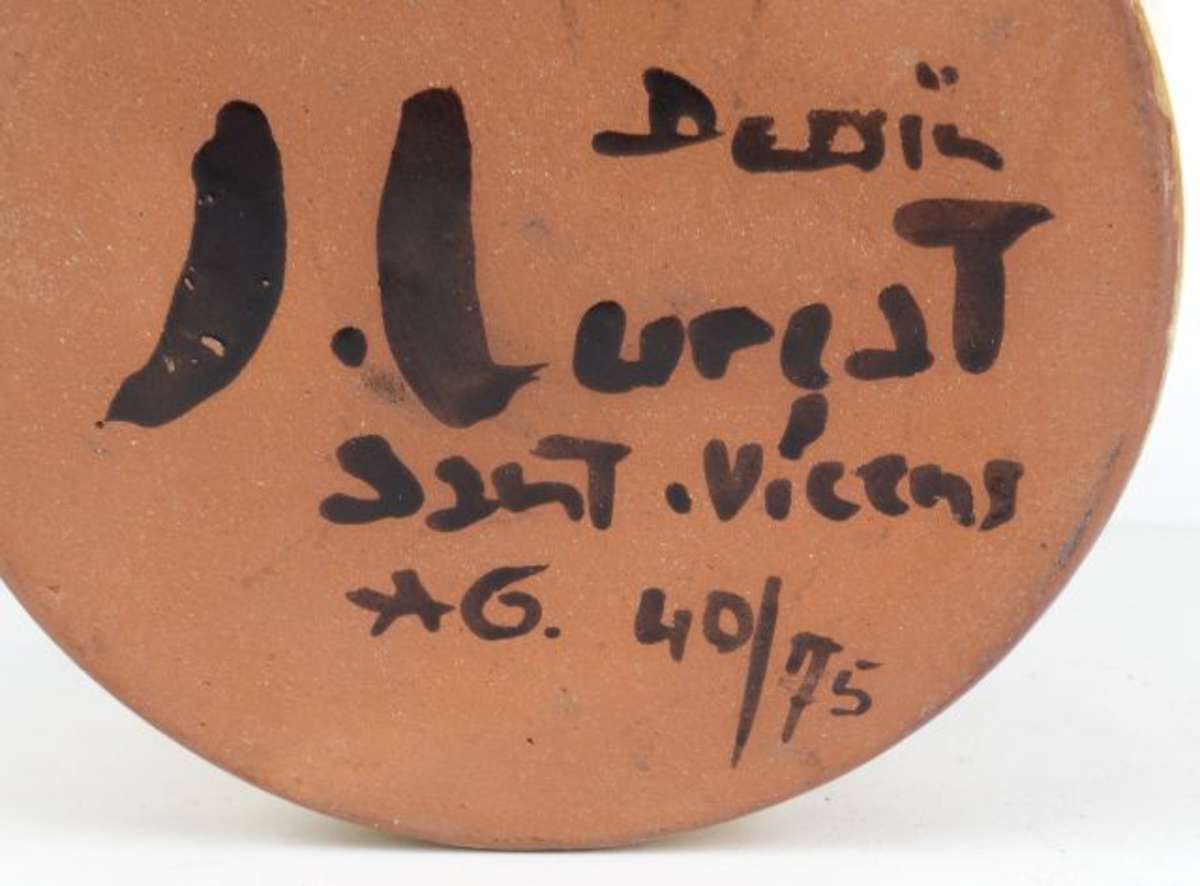 Dessin
J. Lurçat
Sant. Vicens
*AG. 40/75